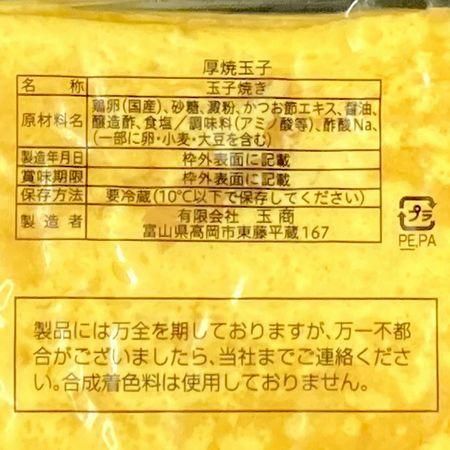 厚焼玉子
名称 玉子焼き
原材料名 鶏卵(国産)、砂糖、澱粉、かつお節エキス、醤油、
醸造酢、食塩／調味料(アミノ酸等)、酢酸Na、
(一部に卵・小麦・大豆を含む)
製造年月日 枠外表面に記載
賞味期限 枠外表面に記載
保存方法 要冷蔵(10℃以下で保存してください)
製造者 有限会社 玉商
富山県高岡市東藤平蔵167
プラ
PE,PA
製品には万全を期しておりますが、万一不都
合がございましたら、当社までご連絡くださ
い。合成着色料は使用しておりません。